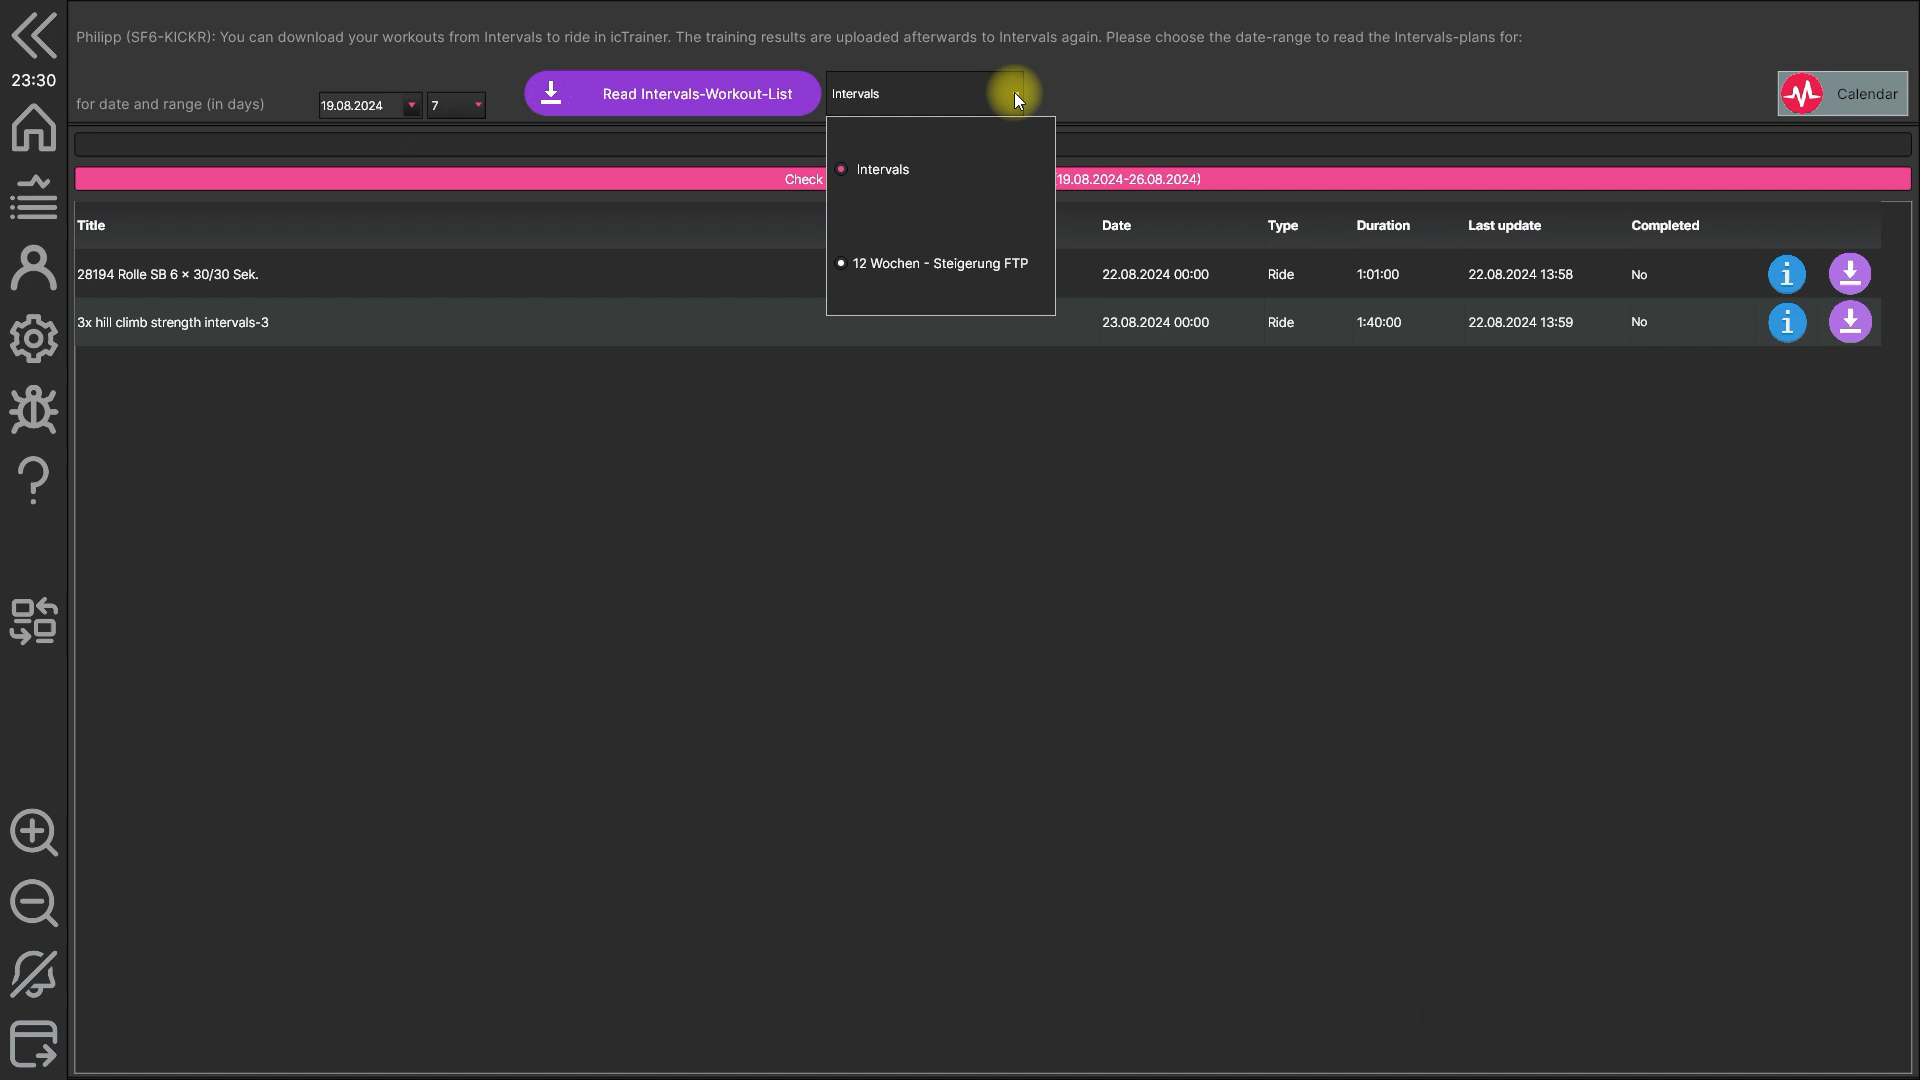 Philipp (SF6-KICKR): You can download your workouts from Intervals to ride in icTrainer. The training results are uploaded afterwards to Intervals again. Please choose the date-range to read the Intervals-plans for:
23:30
for date and range (in days)
19.08.2024
7
Read Intervals-Workout-List
Intervals
Calendar
Intervals
12 Wochen - Steigerung FTP
Check
19.08.2024-26.08.2024)
Title Date Type Duration Last update Completed
28194 Rolle SB 6 x 30/30 Sek. 22.08.2024 00:00 Ride 1:01:00 22.08.2024 13:58 No
3x hill climb strength intervals-3 23.08.2024 00:00 Ride 1:40:00 22.08.2024 13:59 No